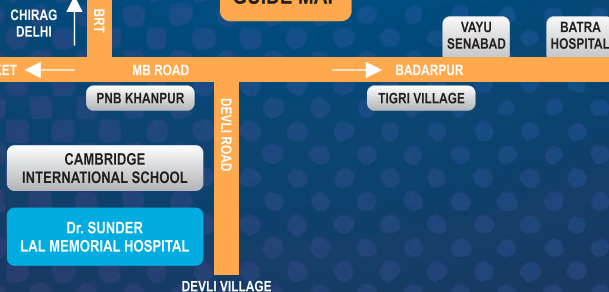 GUIDE MAP
CHIRAG
DELHI
BRT
VAYU
SENABAD
BATRA
HOSPITAL
MB ROAD
BADARPUR
PNB KHANPUR
TIGRI VILLAGE
DEVLI ROAD
CAMBRIDGE
INTERNATIONAL SCHOOL
Dr. SUNDER
LAL MEMORIAL HOSPITAL
DEVLI VILLAGE